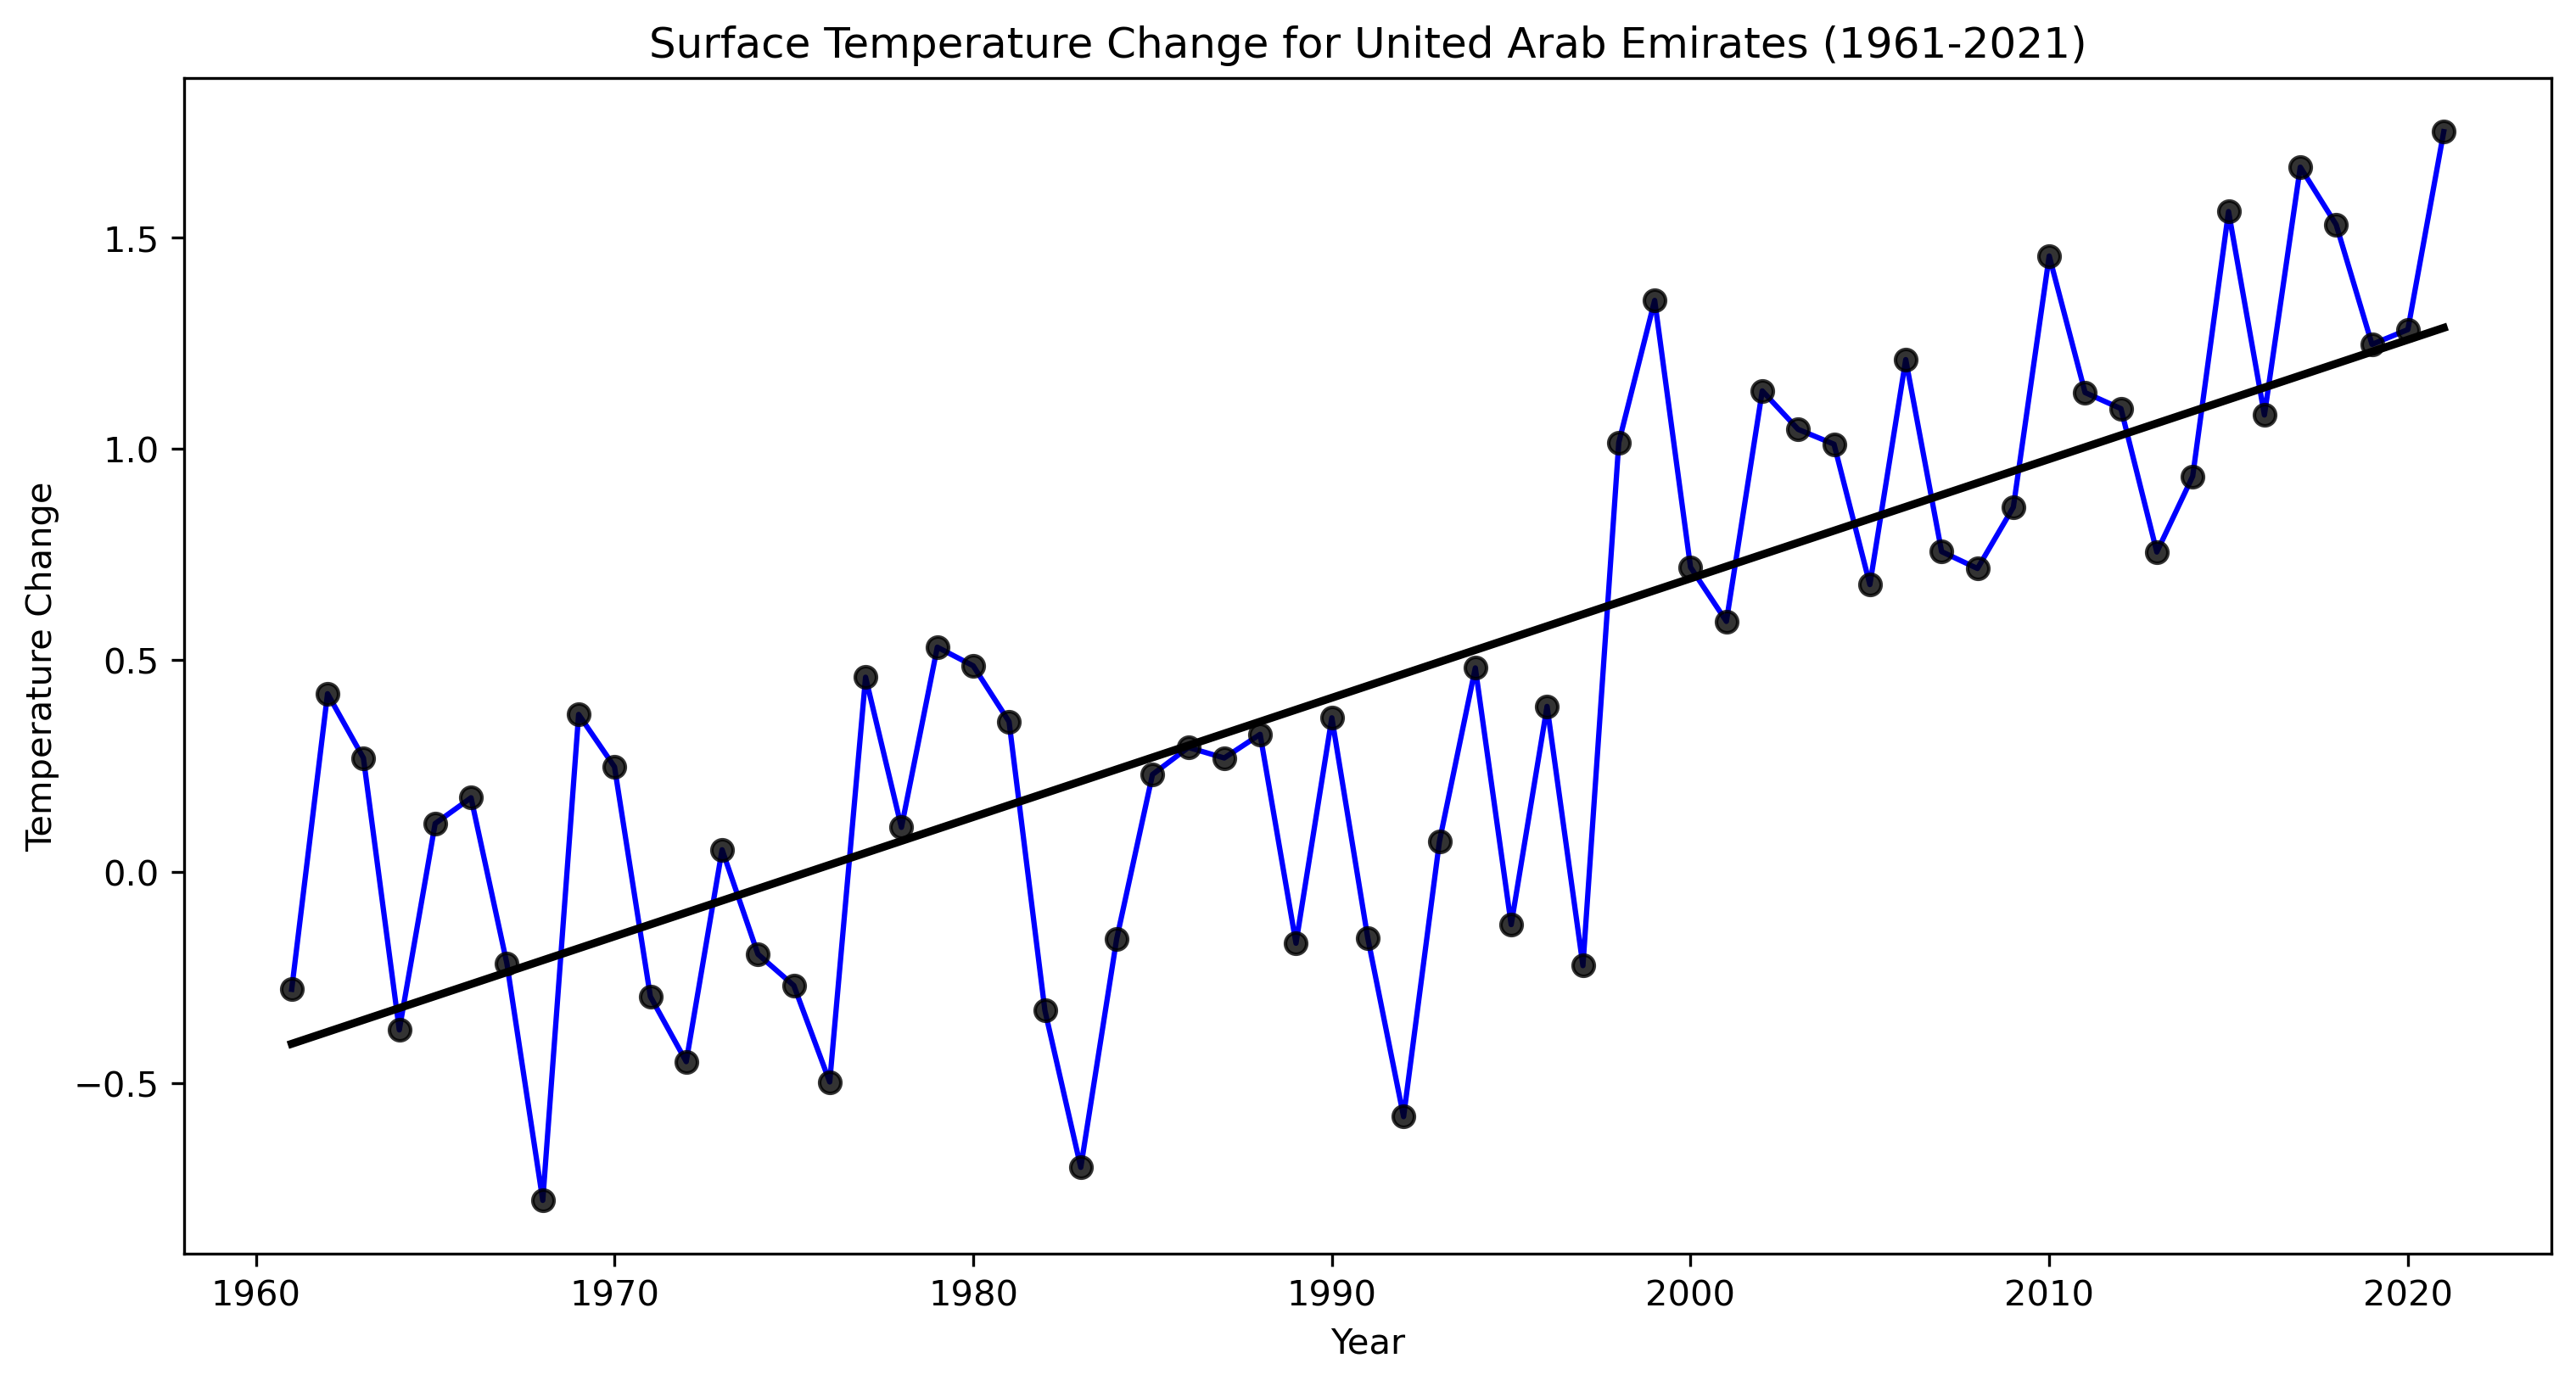 Surface Temperature Change for United Arab Emirates (1961-2021)
Temperature Change
1.5
1.0
0.5
0.0
−0.5
1960 1970 1980 1990 2000 2010 2020
Year